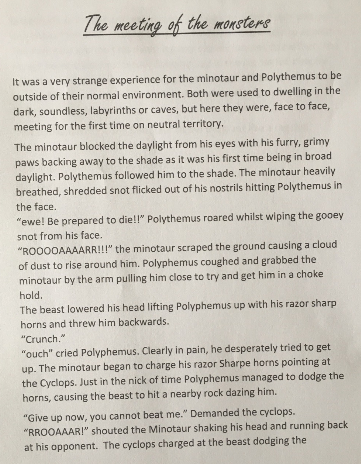 The meeting of the monsters
It was a very strange experience for the minotaur and Polythemus to be
outside of their normal environment. Both were used to dwelling in the
dark, soundless, labyrinths or caves, but here they were, face to face,
meeting for the first time on neutral territory.
The minotaur blocked the daylight from his eyes with his furry, grimy
paws backing away to the shade as it was his first time being in broad
daylight. Polythemus followed him to the shade. The minotaur heavily
breathed, shredded snot flicked out of his nostrils hitting Polythemus in
the face.
“ewe! Be prepared to die!!” Polythemus roared whilst wiping the gooey
snot from his face.
“ROOOOAAAARR!!!” the minotaur scraped the ground causing a cloud
of dust to rise around him. Polyphemus coughed and grabbed the
minotaur by the arm pulling him close to try and get him in a choke
hold.
The beast lowered his head lifting Polyphemus up with his razor sharp
horns and threw him backwards.
“Crunch.”
“ouch” cried Polyphemus. Clearly in pain, he desperately tried to get
up. The minotaur began to charge his razor Sharpe horns pointing at
the Cyclops. Just in the nick of time Polyphemus managed to dodge the
horns, causing the beast to hit a nearby rock dazing him.
“Give up now, you cannot beat me.” Demanded the cyclops.
“RROOAAAR!” shouted the Minotaur shaking his head and running back
at his opponent.  The cyclops charged at the beast dodging the